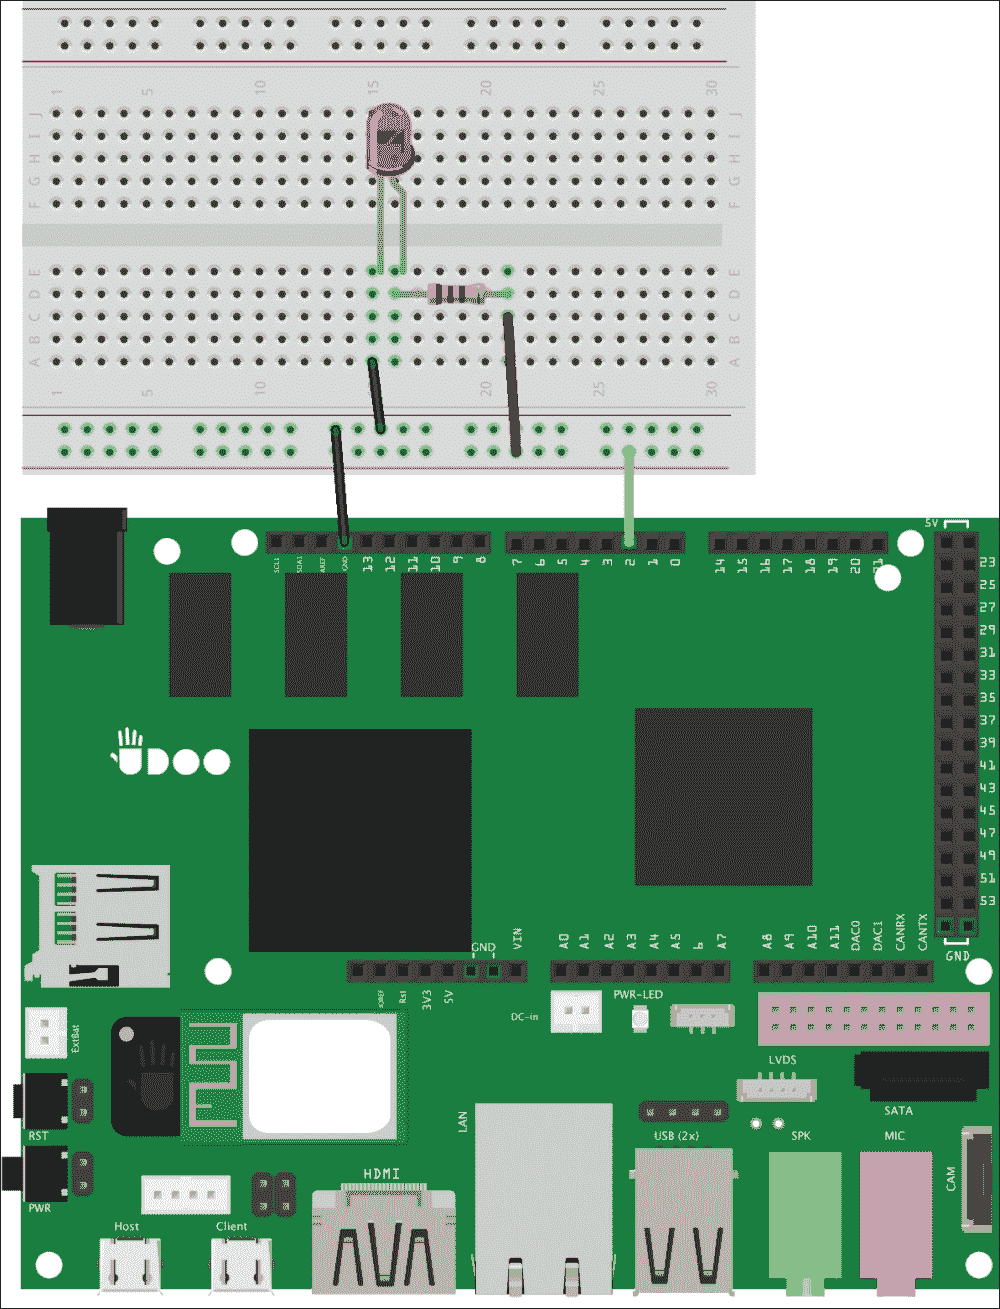 1 5 10 15 20 25 30
J J
I I
H H
G G
F F
E E
D D
C C
B B
A A
1 5 10 15 20 25 30
5V
SCL1 SDA1 AREF GND 13 12 11 10 9 8 7 6 5 4 3 2 1 0 14 15 16 17 18 19 20 21
23
25
27
29
31
33
35
37
39
41
43
45
47
49
51
53
GND
GND
VIN A0 A1 A2 A3 A4 A5 6 A7 A8 A9 A10 A11 DAC0 DAC1 CANRX CANTX
3V3 5V
DC-in
PWR-LED
ExtBat
LVDS
SATA
RST
LAN
USB (2x)
SPK
MIC
CAM
PWR
HDMI
Host
Client